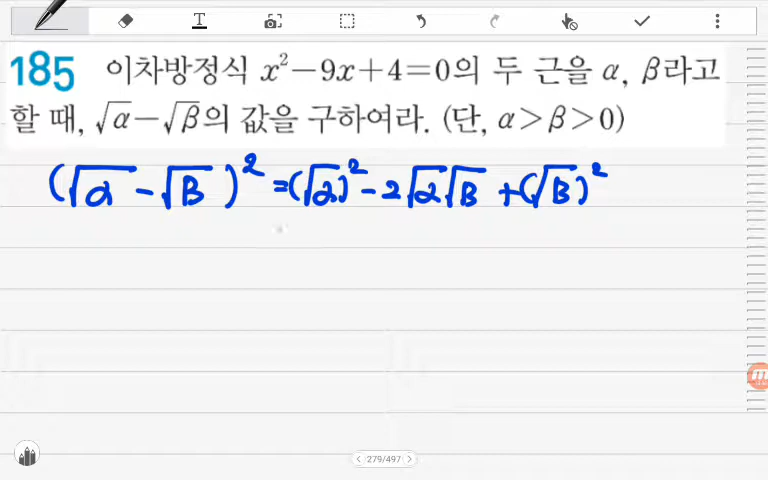 T
185 이차방정식 x²−9x+4=0의 두 근을 α, β라고
할 때, √α−√β의 값을 구하여라. (단, α>β>0)
(√α −√β )² =(√α)² −2√α√β +(√β)²
279/497